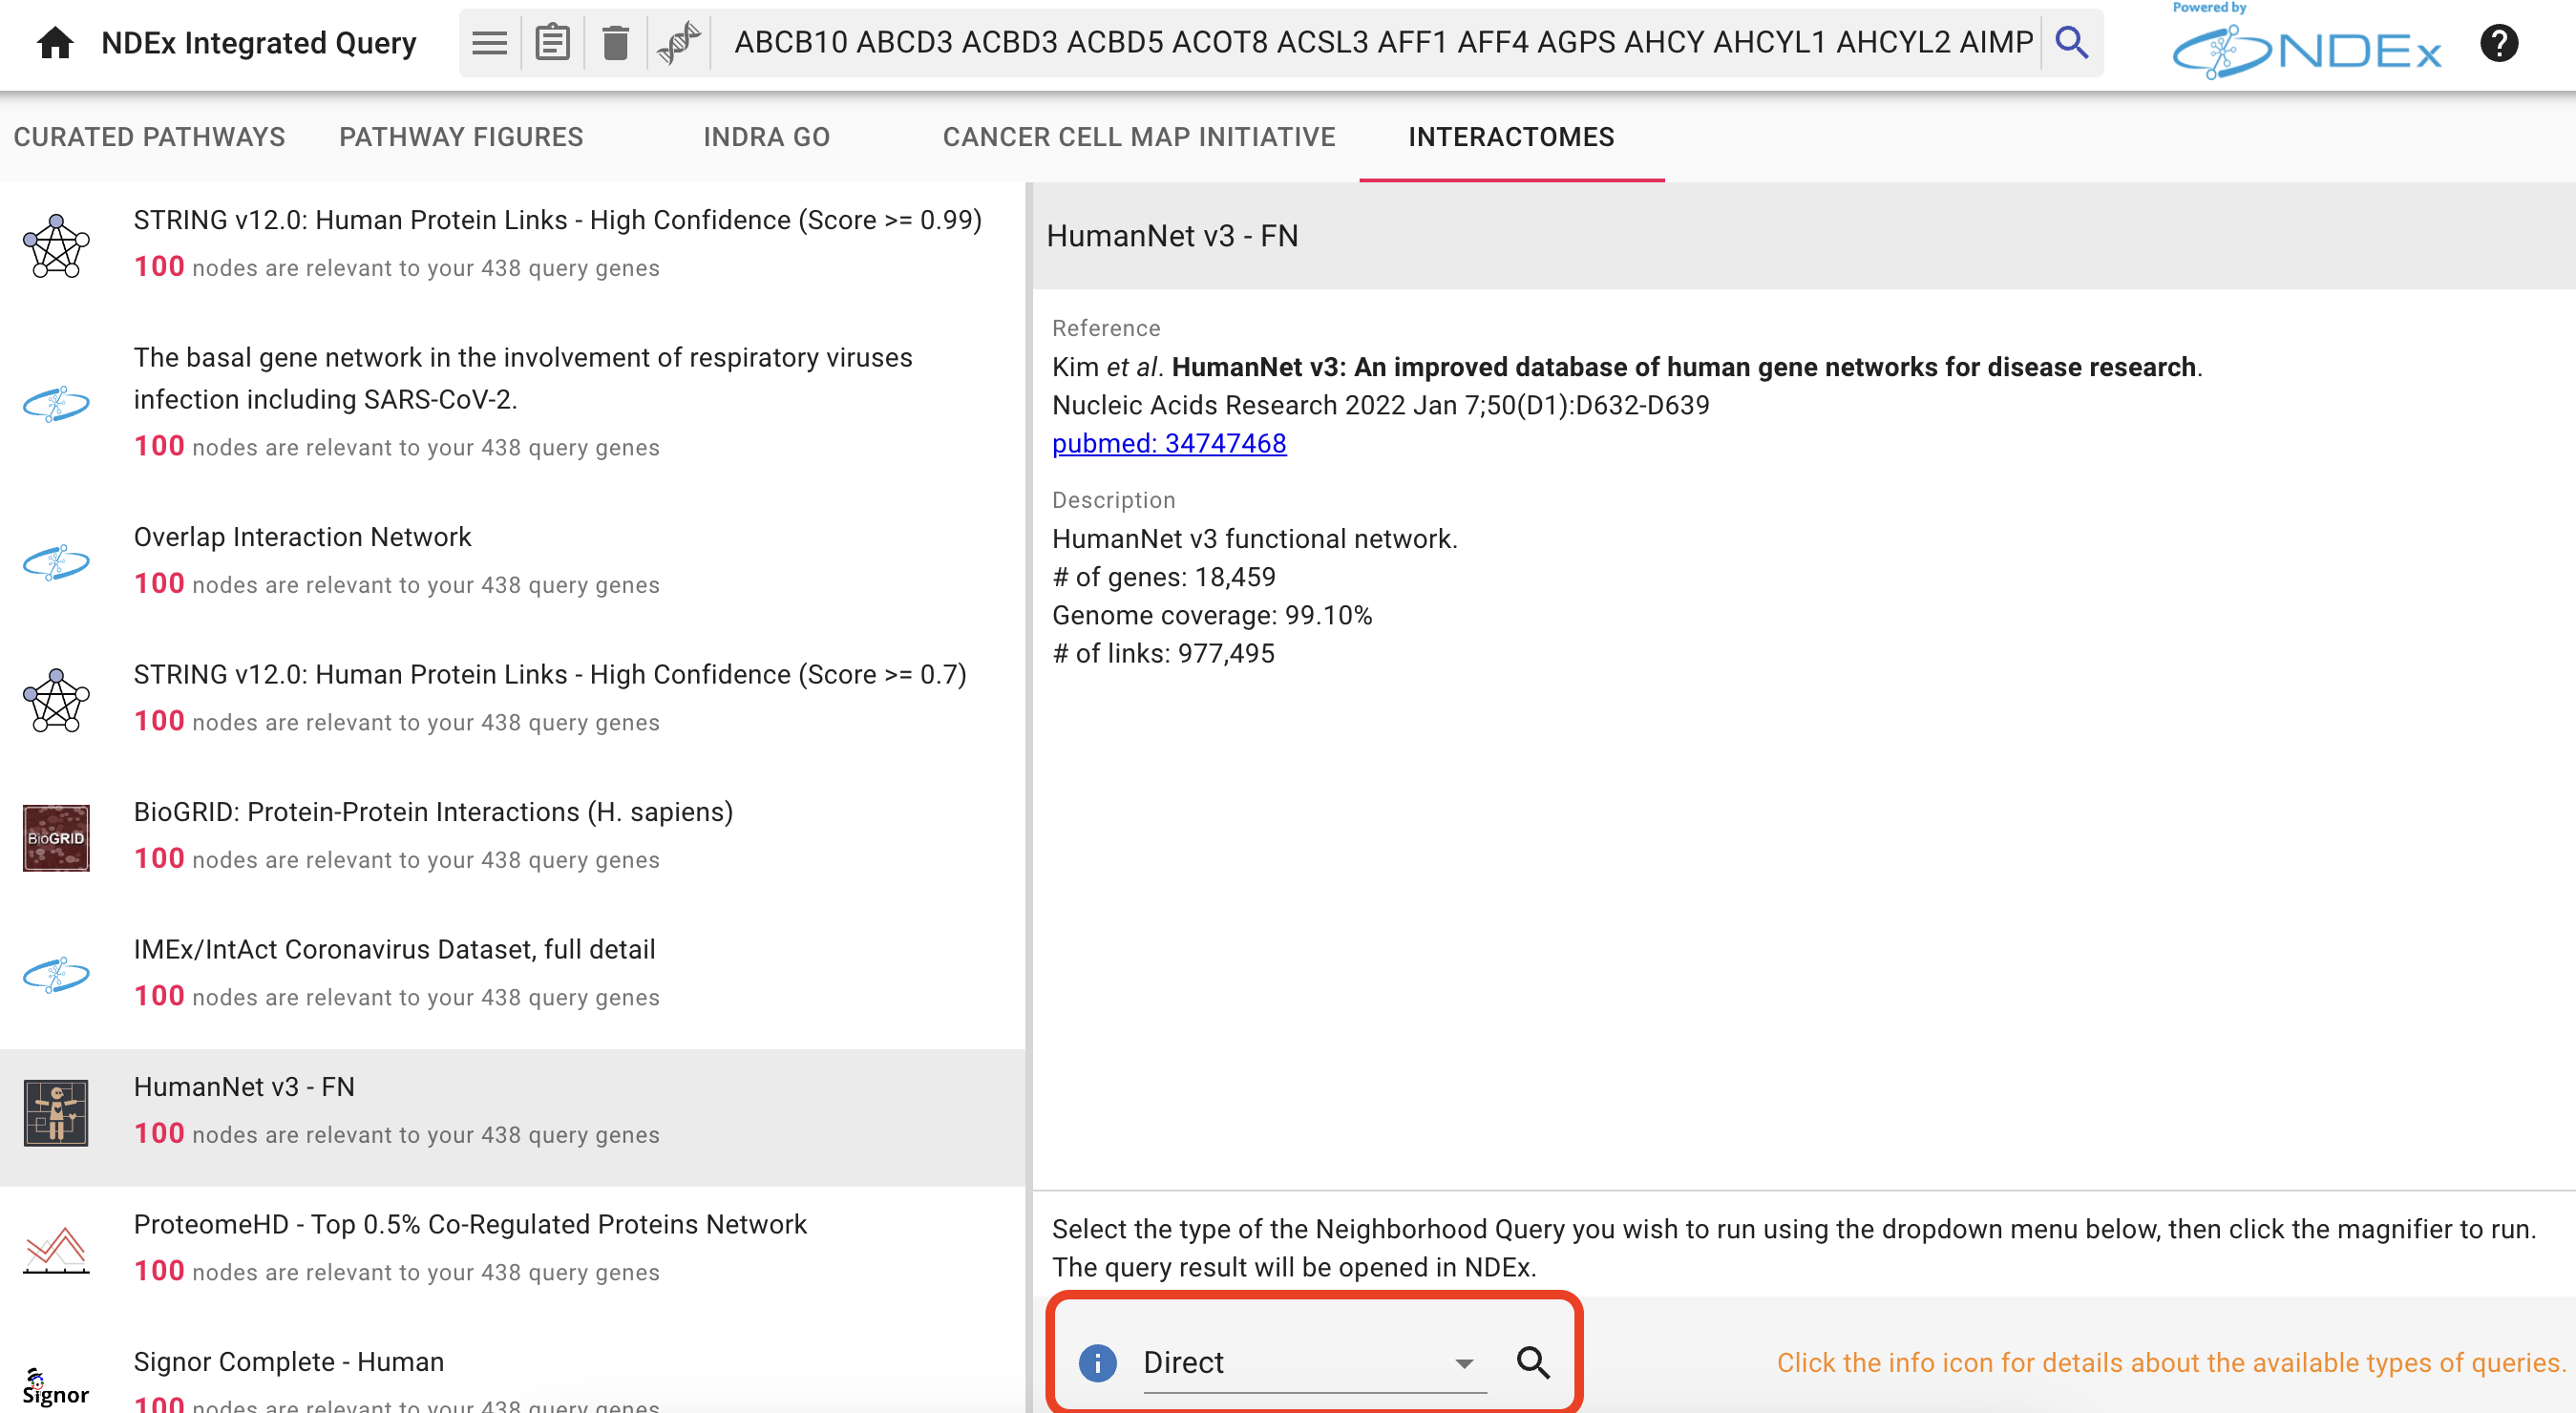 NDEx Integrated Query
ABCB10 ABCD3 ACBD3 ACBD5 ACOT8 ACSL3 AFF1 AFF4 AGPS AHCY AHCYL1 AHCYL2 AIMP
Powered by
NDEx
?
CURATED PATHWAYS PATHWAY FIGURES INDRA GO CANCER CELL MAP INITIATIVE INTERACTOMES
STRING v12.0: Human Protein Links - High Confidence (Score >= 0.99)
100 nodes are relevant to your 438 query genes
The basal gene network in the involvement of respiratory viruses
infection including SARS-CoV-2.
100 nodes are relevant to your 438 query genes
Overlap Interaction Network
100 nodes are relevant to your 438 query genes
STRING v12.0: Human Protein Links - High Confidence (Score >= 0.7)
100 nodes are relevant to your 438 query genes
BioGRID
BioGRID: Protein-Protein Interactions (H. sapiens)
100 nodes are relevant to your 438 query genes
IMEx/IntAct Coronavirus Dataset, full detail
100 nodes are relevant to your 438 query genes
HumanNet v3 - FN
100 nodes are relevant to your 438 query genes
ProteomeHD - Top 0.5% Co-Regulated Proteins Network
100 nodes are relevant to your 438 query genes
Signor
Signor Complete - Human
100 nodes are relevant to your 438 query genes
HumanNet v3 - FN
Reference
Kim et al. HumanNet v3: An improved database of human gene networks for disease research.
Nucleic Acids Research 2022 Jan 7;50(D1):D632-D639
pubmed: 34747468
Description
HumanNet v3 functional network.
# of genes: 18,459
Genome coverage: 99.10%
# of links: 977,495
Select the type of the Neighborhood Query you wish to run using the dropdown menu below, then click the magnifier to run.
The query result will be opened in NDEx.
i Direct
Click the info icon for details about the available types of queries.